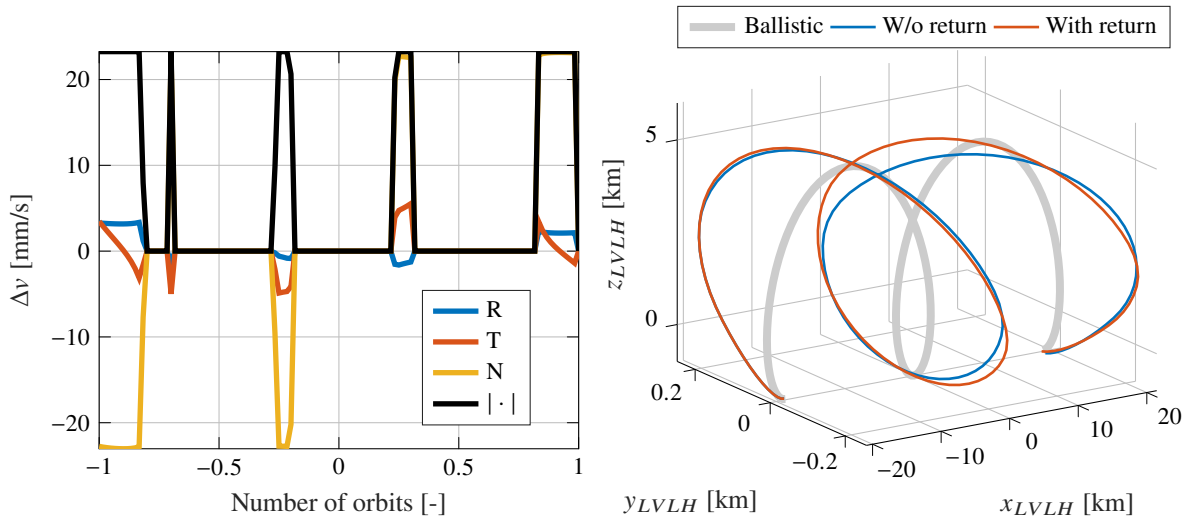 Ballistic W/o return With return
20
10
0
−10
−20
Δv [mm/s]
R
T
N
| · |
−1 −0.5 0 0.5 1
Number of orbits [-]
5
0
z_LVLH [km]
0.2
0
−0.2
y_LVLH [km]
−20
−10
0
10
20
x_LVLH [km]